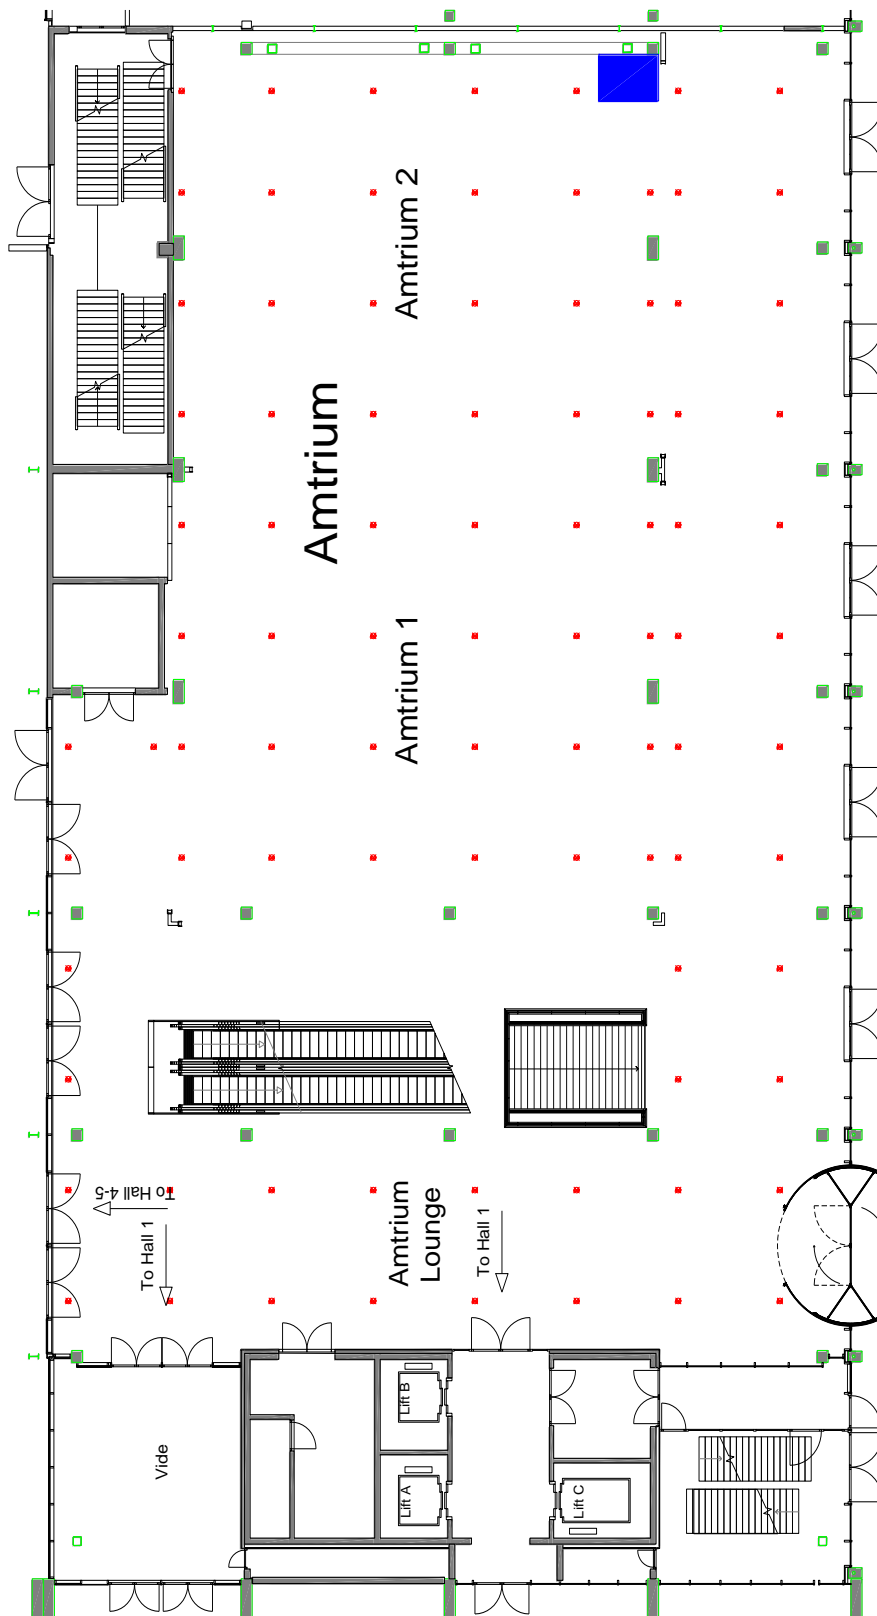 Amtrium 2
Amtrium
Amtrium 1
To Hall 4-5
To Hall 1
Amtrium
Lounge
To Hall 1
Lift B
Vide
Lift A
Lift C